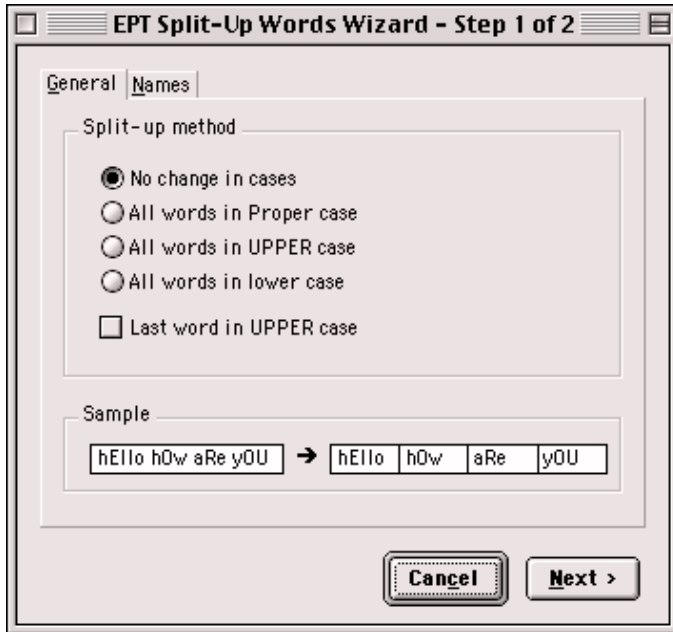 EPT Split-Up Words Wizard - Step 1 of 2
General Names
Split-up method
No change in cases
All words in Proper case
All words in UPPER case
All words in lower case
Last word in UPPER case
Sample
hEllo hOw aRe yOU → hEllo hOw aRe yOU
Cancel Next >